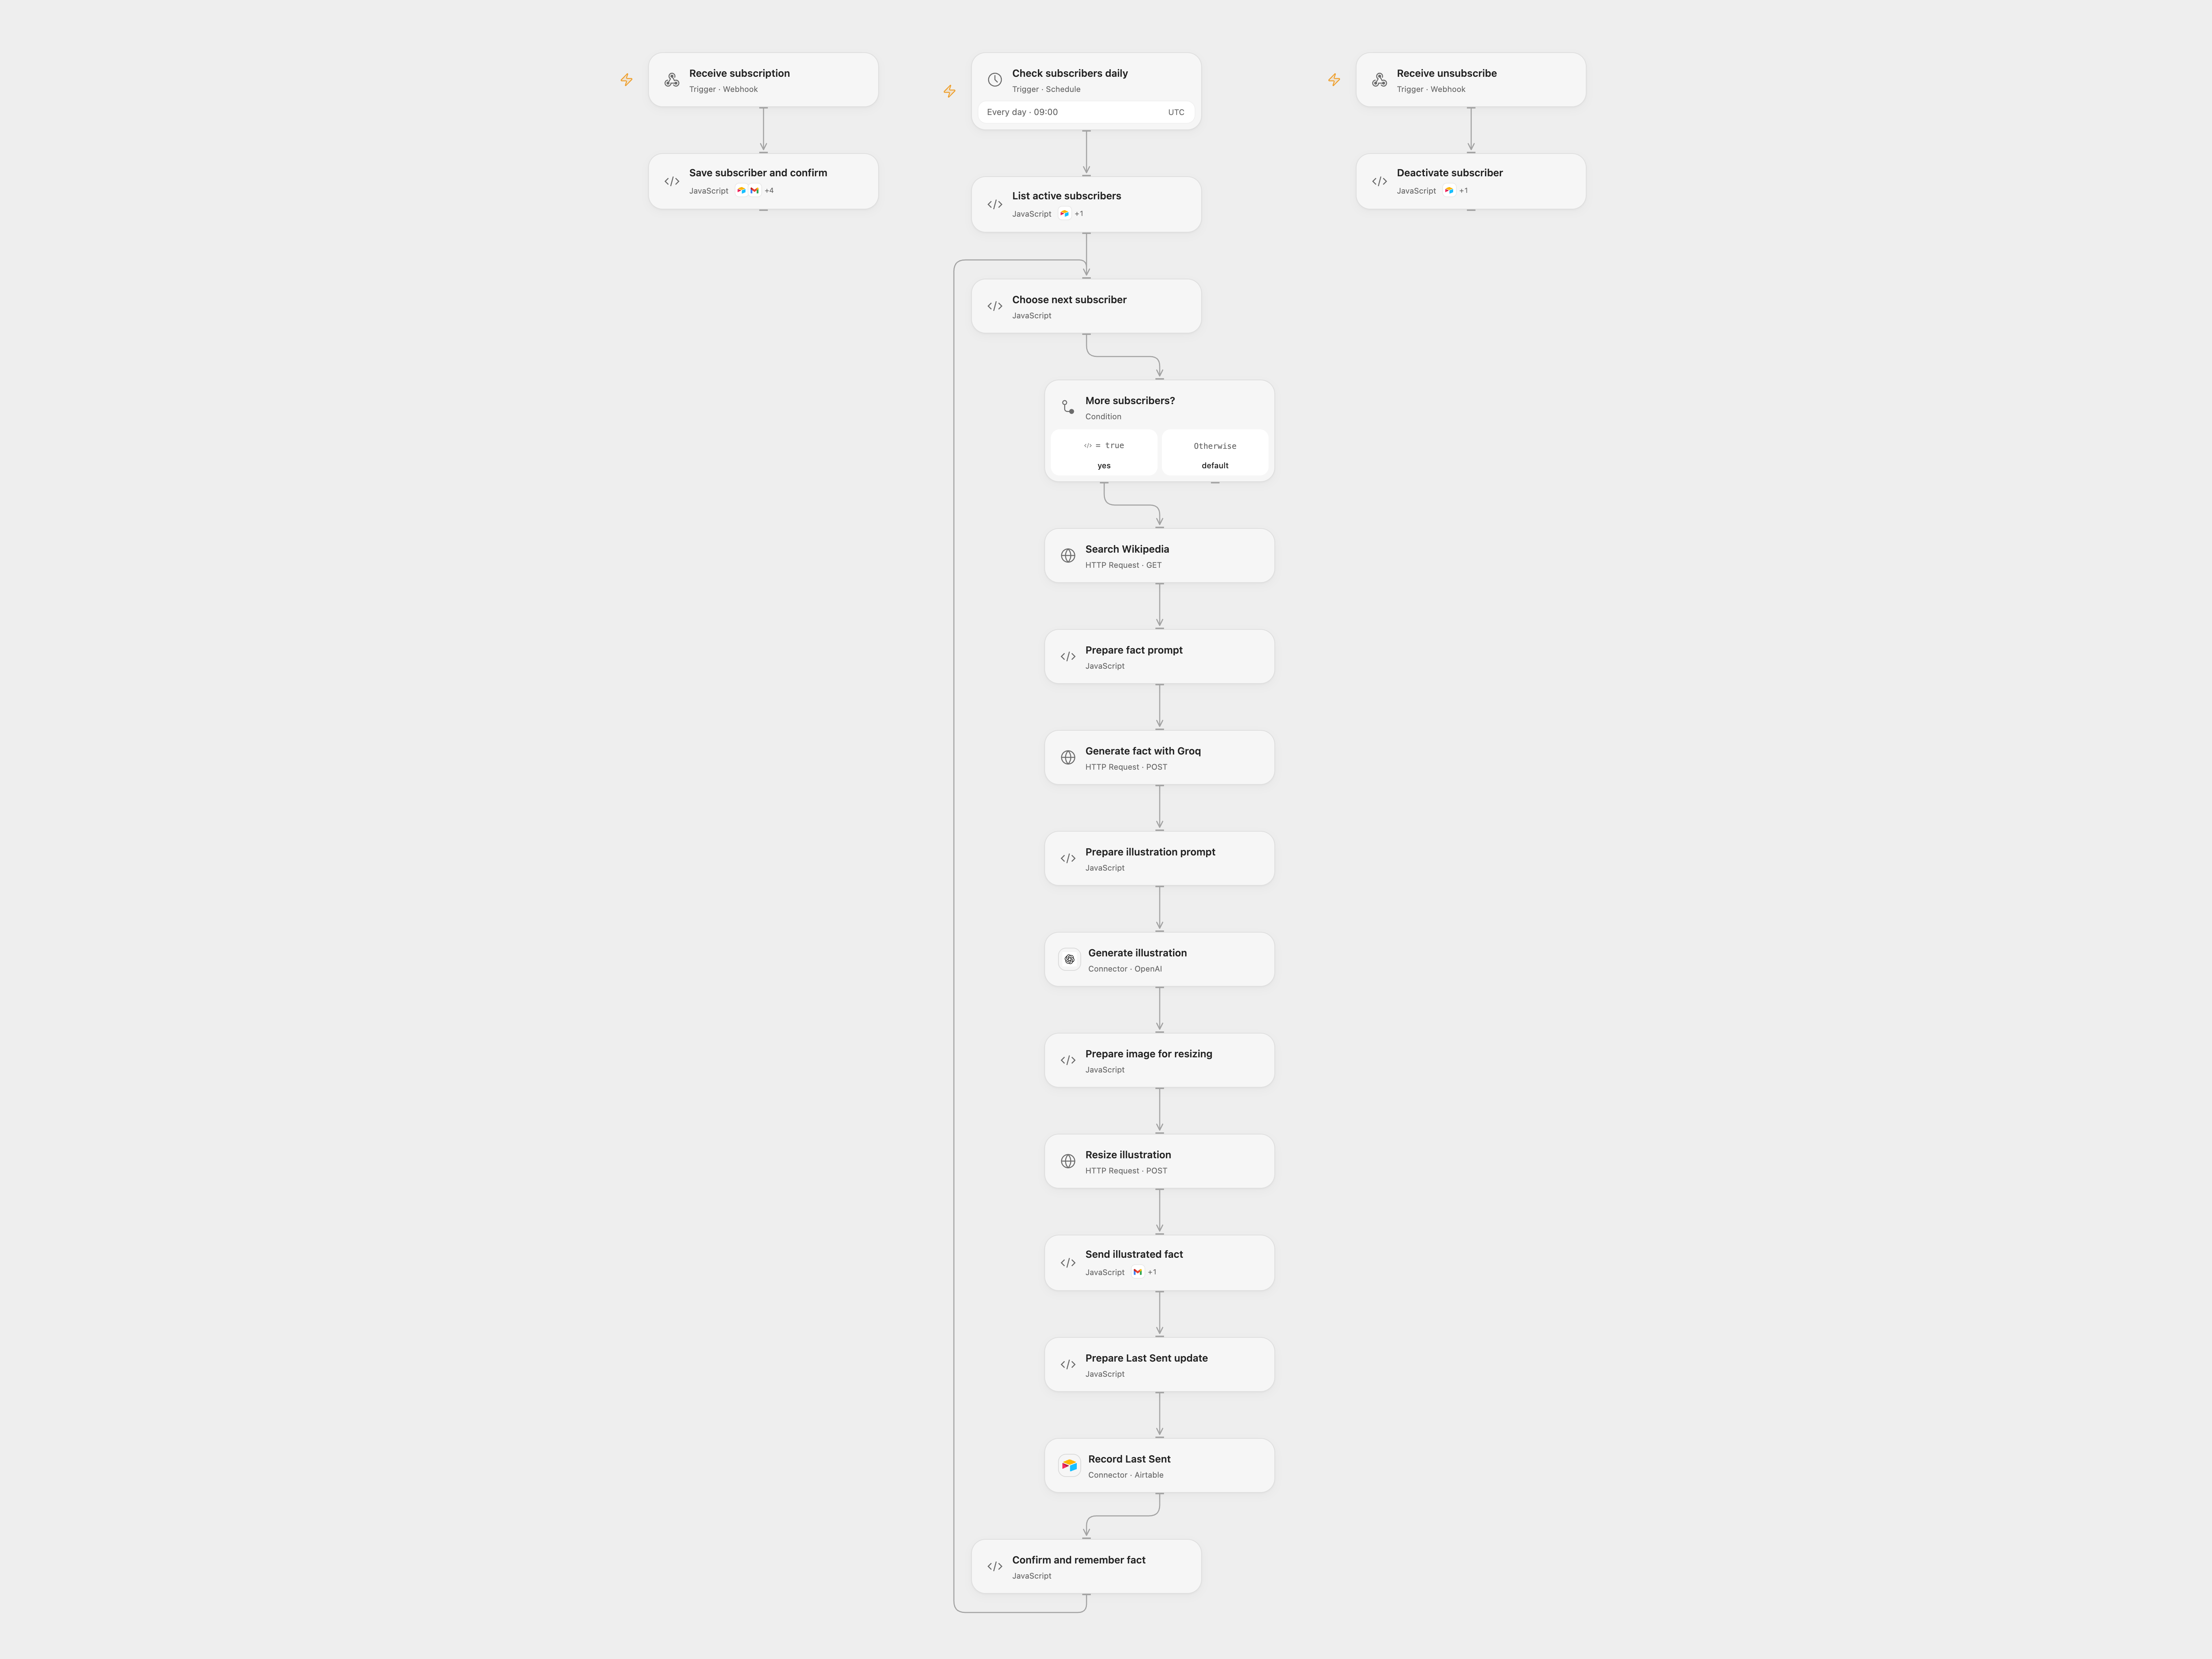 Receive subscription
Trigger · Webhook
Save subscriber and confirm
JavaScript +4
Check subscribers daily
Trigger · Schedule
Every day · 09:00 UTC
List active subscribers
JavaScript +1
Choose next subscriber
JavaScript
More subscribers?
Condition
</> = true
yes
Otherwise
default
Search Wikipedia
HTTP Request · GET
Prepare fact prompt
JavaScript
Generate fact with Groq
HTTP Request · POST
Prepare illustration prompt
JavaScript
Generate illustration
Connector · OpenAI
Prepare image for resizing
JavaScript
Resize illustration
HTTP Request · POST
Send illustrated fact
JavaScript +1
Prepare Last Sent update
JavaScript
Record Last Sent
Connector · Airtable
Confirm and remember fact
JavaScript
Receive unsubscribe
Trigger · Webhook
Deactivate subscriber
JavaScript +1